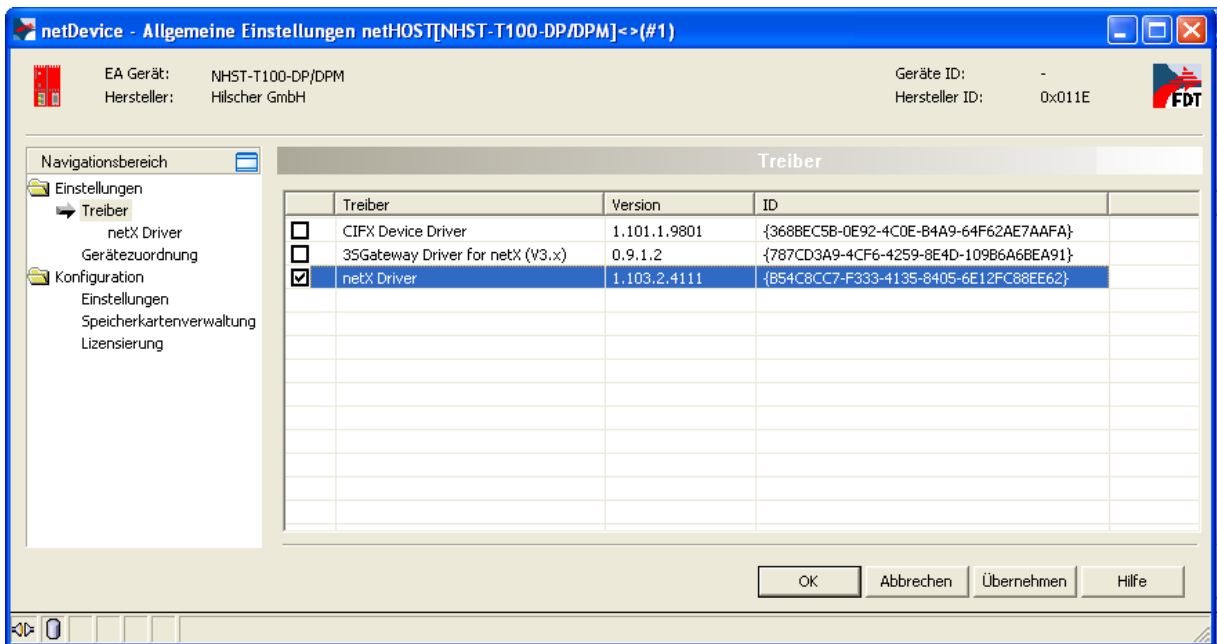 netDevice - Allgemeine Einstellungen netHOST[NHST-T100-DP/DPM]<>(#1)
EA Gerät: NHST-T100-DP/DPM Geräte ID: -
Hersteller: Hilscher GmbH Hersteller ID: 0x011E
FDT
Navigationsbereich
Einstellungen
Treiber
netX Driver
Gerätezuordnung
Konfiguration
Einstellungen
Speicherkartenverwaltung
Lizensierung
Treiber
Treiber Version ID
CIFX Device Driver 1.101.1.9801 {368BEC5B-0E92-4C0E-B4A9-64F62AE7AAFA}
3SGateway Driver for netX (V3.x) 0.9.1.2 {787CD3A9-4CF6-4259-8E4D-109B6A6BEA91}
netX Driver 1.103.2.4111 {B54C8CC7-F333-4135-8405-6E12FC88EE62}
OK Abbrechen Übernehmen Hilfe